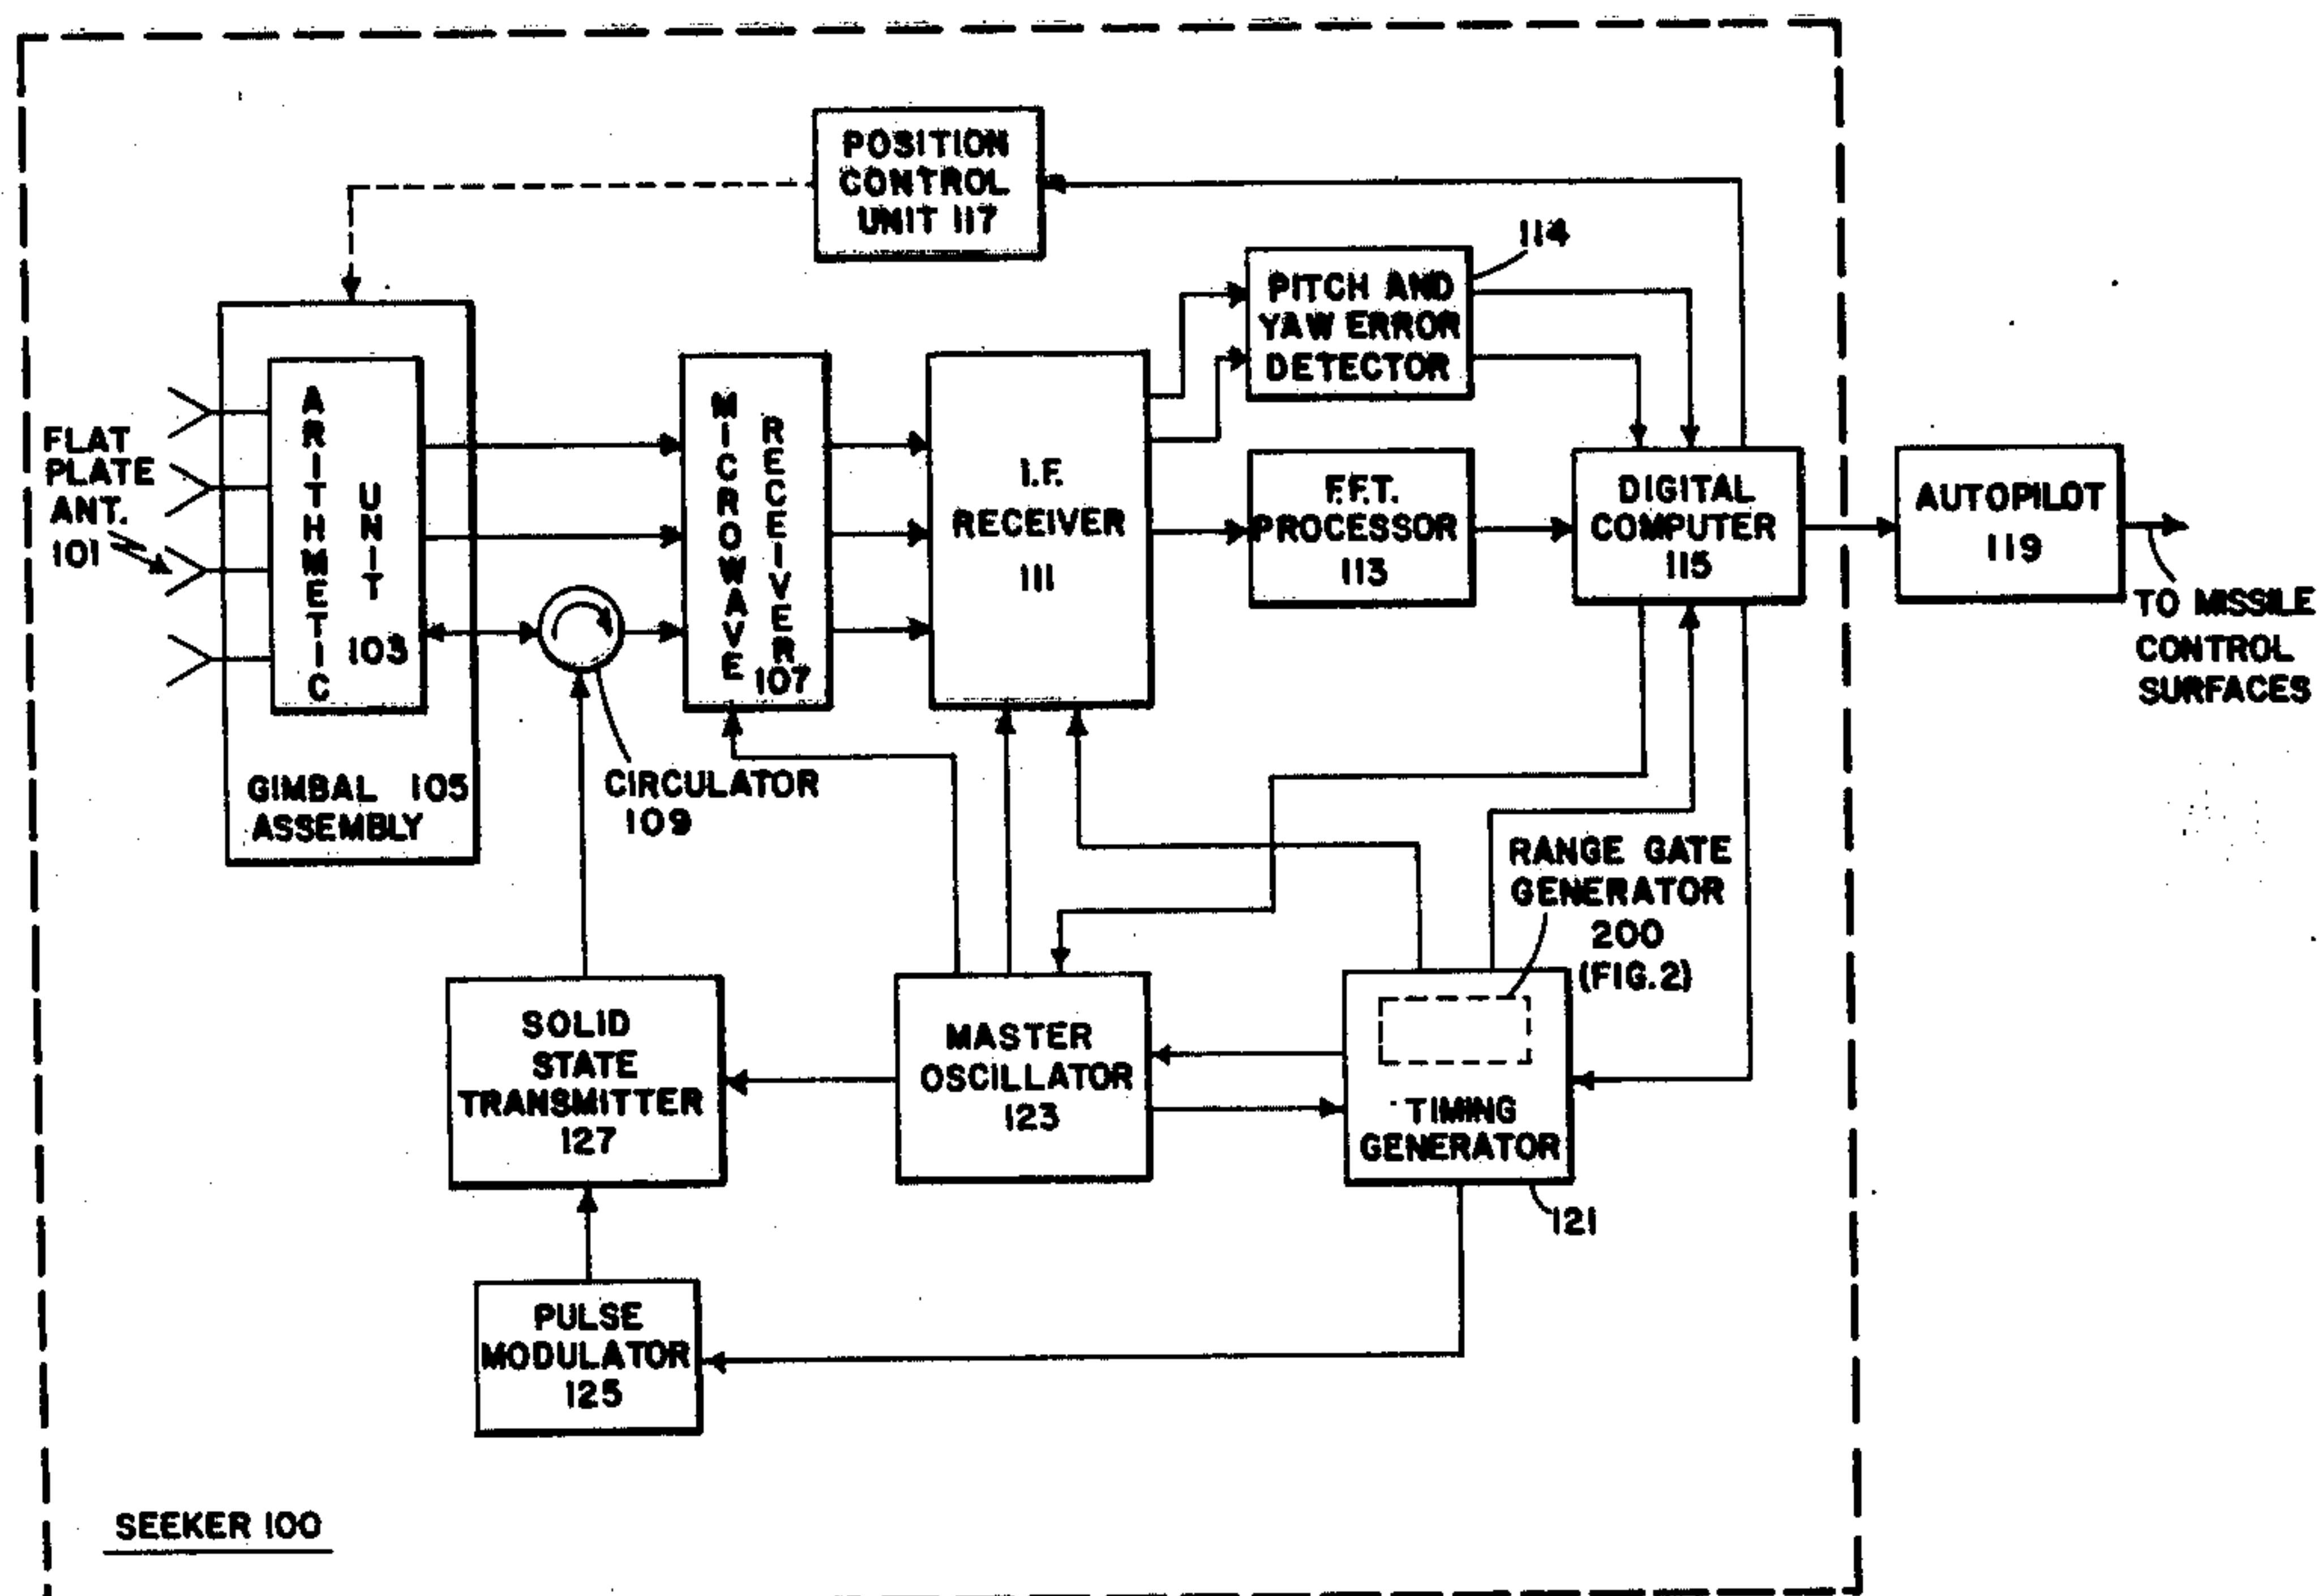 POSITION
CONTROL
UNIT 117
114
PITCH AND
YAW ERROR
DETECTOR
FLAT
PLATE
ANT.
101
ARITHMETIC
UNIT
103
GIMBAL 105
ASSEMBLY
MICROWAVE
RECEIVER
107
CIRCULATOR
109
I.F.
RECEIVER
111
F.F.T.
PROCESSOR
113
DIGITAL
COMPUTER
115
AUTOPILOT
119
TO MISSILE
CONTROL
SURFACES
RANGE GATE
GENERATOR
200
(FIG.2)
SOLID
STATE
TRANSMITTER
127
MASTER
OSCILLATOR
123
TIMING
GENERATOR
121
PULSE
MODULATOR
125
SEEKER 100